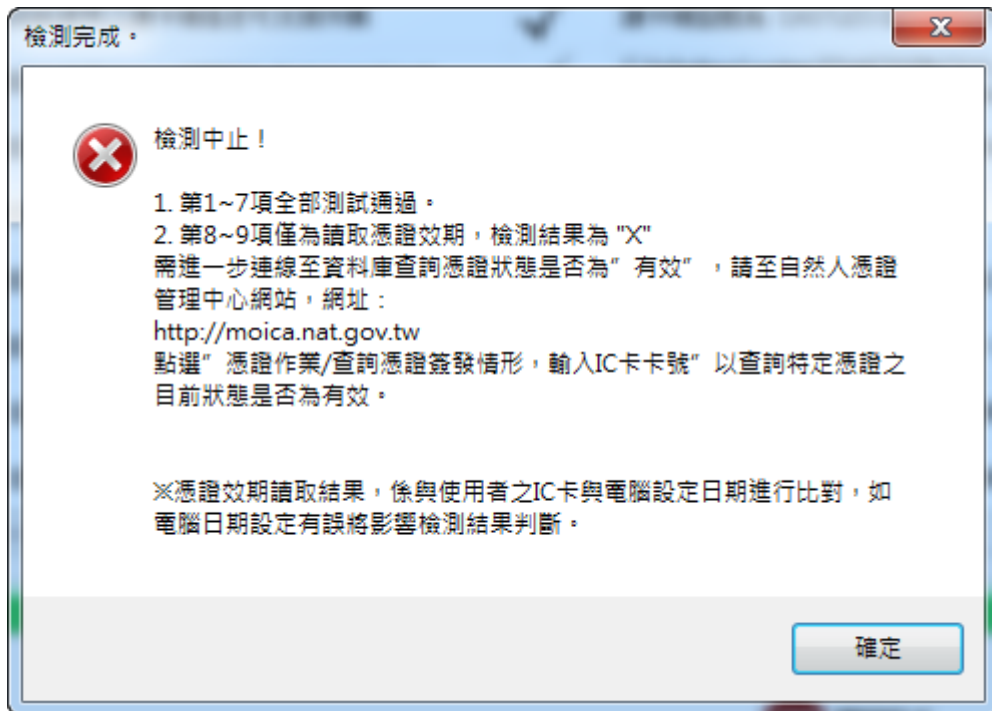 檢測完成。
檢測中止！
1. 第1~7項全部測試通過。
2. 第8~9項僅為讀取憑證效期，檢測結果為 "X"
需進一步連線至資料庫查詢憑證狀態是否為”有效”，請至自然人憑證
管理中心網站，網址：
http://moica.nat.gov.tw
點選”憑證作業/查詢憑證簽發情形，輸入IC卡卡號”以查詢特定憑證之
目前狀態是否為有效。
※憑證效期讀取結果，係與使用者之IC卡與電腦設定日期進行比對，如
電腦日期設定有誤將影響檢測結果判斷。
確定